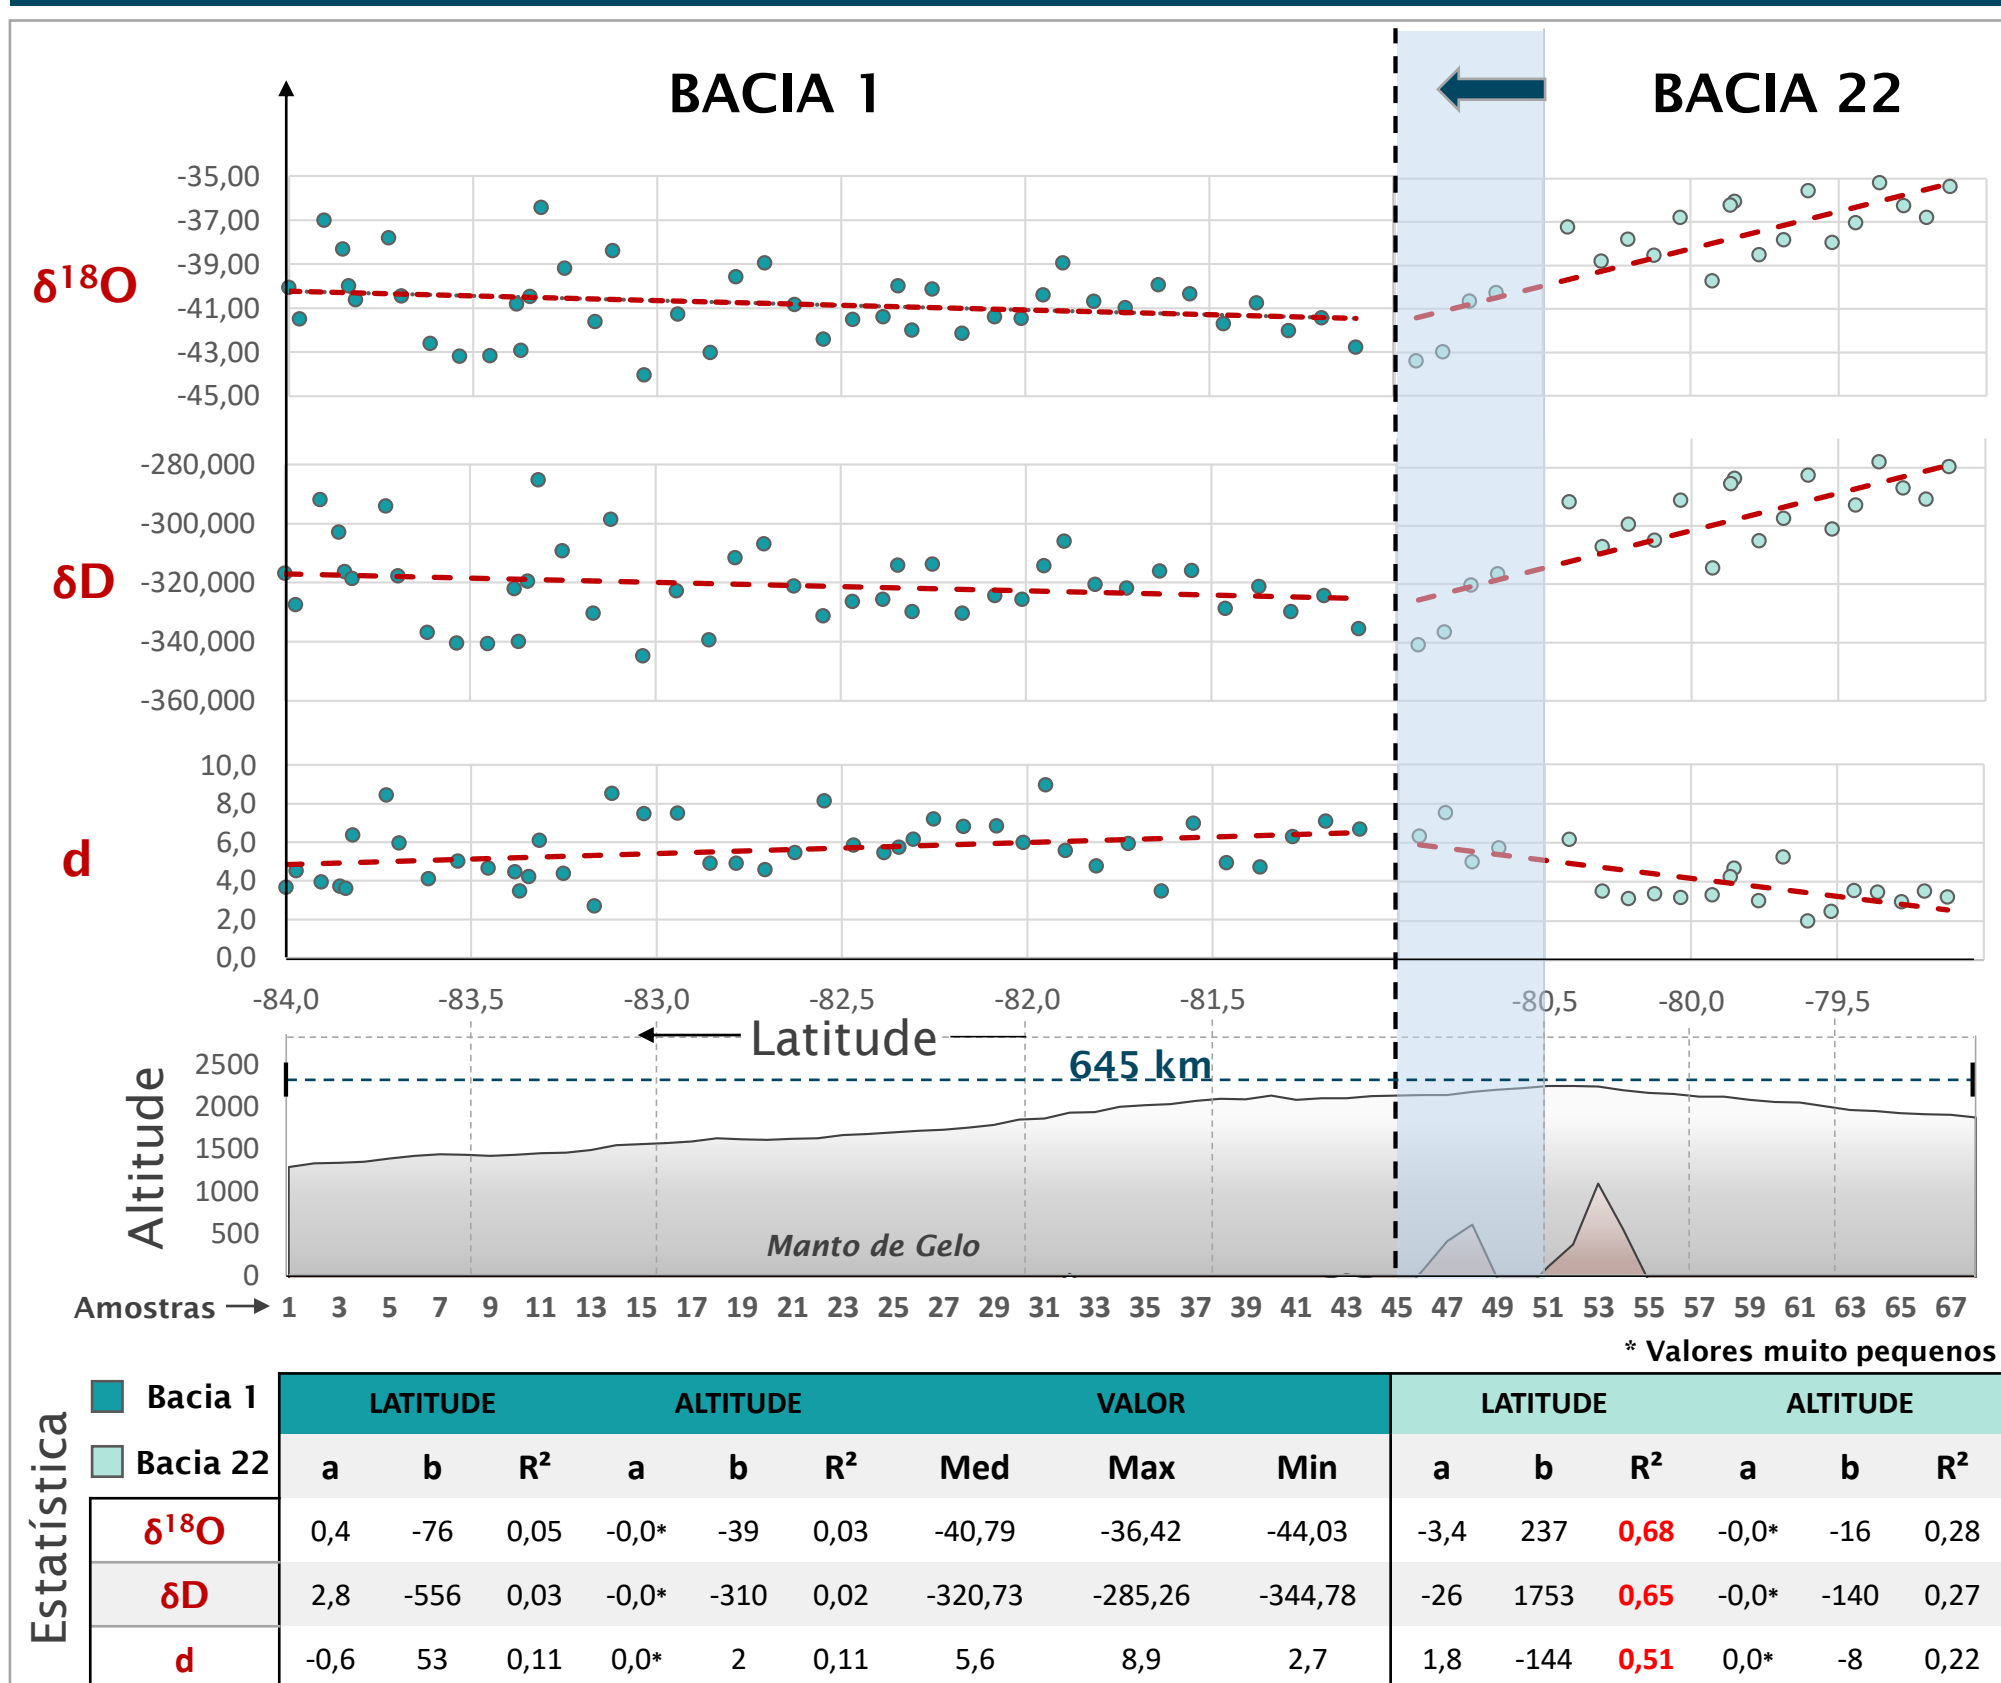 BACIA 1
BACIA 22
δ¹⁸O
-35,00
-37,00
-39,00
-41,00
-43,00
-45,00
δD
-280,000
-300,000
-320,000
-340,000
-360,000
d
10,0
8,0
6,0
4,0
2,0
0,0
-84,0 -83,5 -83,0 -82,5 -82,0 -81,5 -80,5 -80,0 -79,5
Latitude
645 km
Altitude
2500
2000
1500
1000
500
0
Manto de Gelo
Amostras 1 3 5 7 9 11 13 15 17 19 21 23 25 27 29 31 33 35 37 39 41 43 45 47 49 51 53 55 57 59 61 63 65 67
* Valores muito pequenos
Estatística
Bacia 1
Bacia 22
LATITUDE ALTITUDE VALOR LATITUDE ALTITUDE
a b R² a b R² Med Max Min a b R² a b R²
δ¹⁸O 0,4 -76 0,05 -0,0* -39 0,03 -40,79 -36,42 -44,03 -3,4 237 0,68 -0,0* -16 0,28
δD 2,8 -556 0,03 -0,0* -310 0,02 -320,73 -285,26 -344,78 -26 1753 0,65 -0,0* -140 0,27
d -0,6 53 0,11 0,0* 2 0,11 5,6 8,9 2,7 1,8 -144 0,51 0,0* -8 0,22